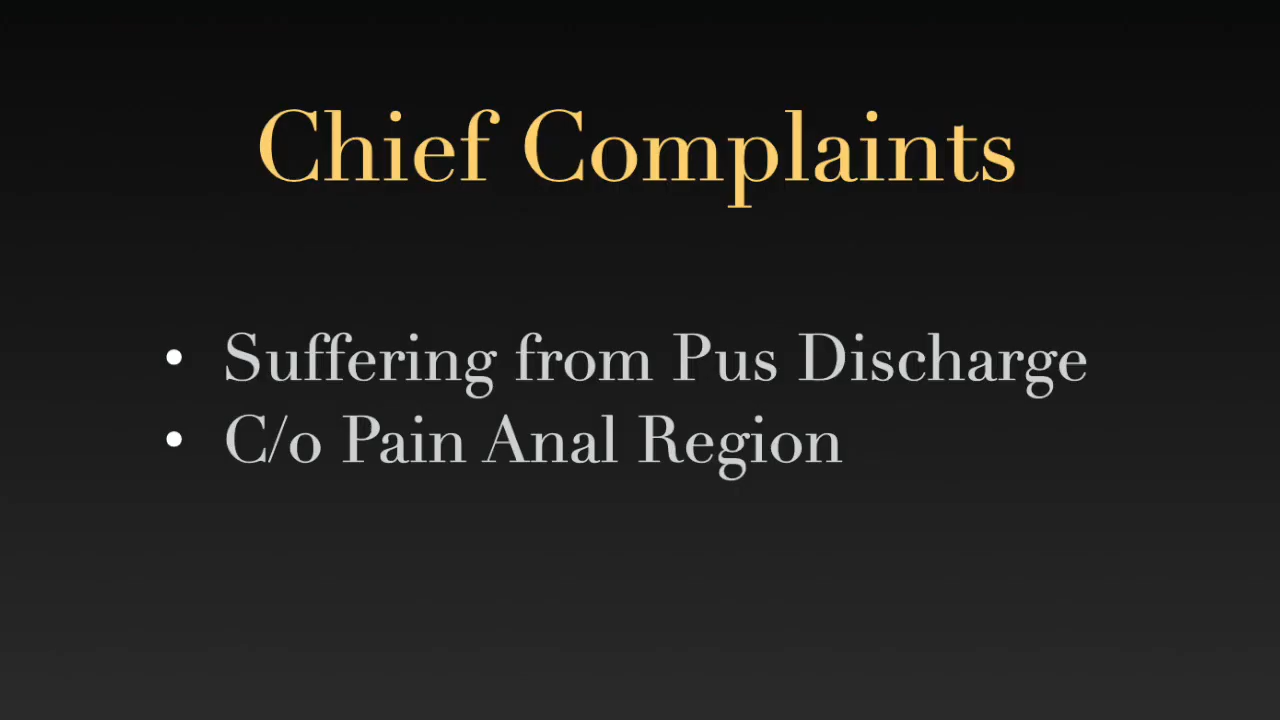 Chief Complaints
• Suffering from Pus Discharge
• C/o Pain Anal Region